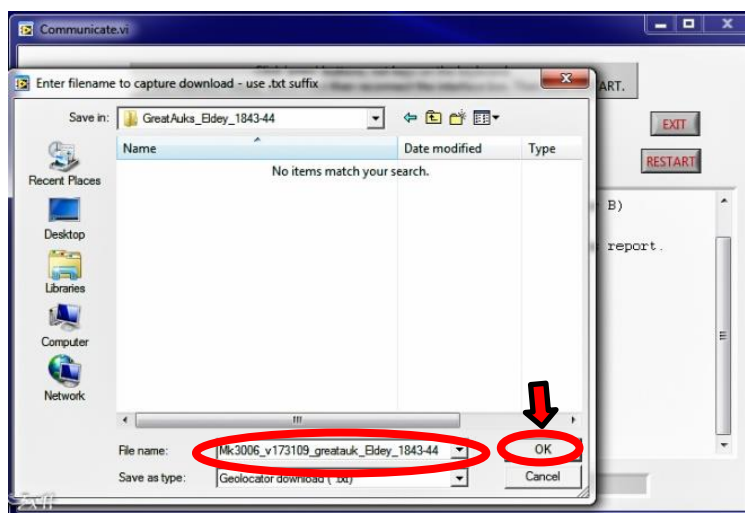 Communicate.vi
Enter filename to capture download - use .txt suffix
ART.
Save in: GreatAuks_Eldey_1843-44
EXIT
Name Date modified Type
RESTART
No items match your search.
Recent Places
B)
Desktop
report.
Libraries
Computer
Network
File name: Mk3006_v173109_greatauk_Eldey_1843-44 OK
Save as type: Geolocator download (*.txt) Cancel